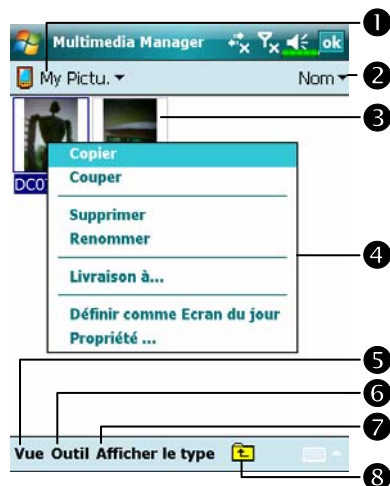 Multimedia Manager ok
My Pictu. Nom
DC0
Copier
Couper
Supprimer
Renommer
Livraison à...
Définir comme Ecran du jour
Propriété ...
Vue Outil Afficher le type
1
2
3
4
5
6
7
8